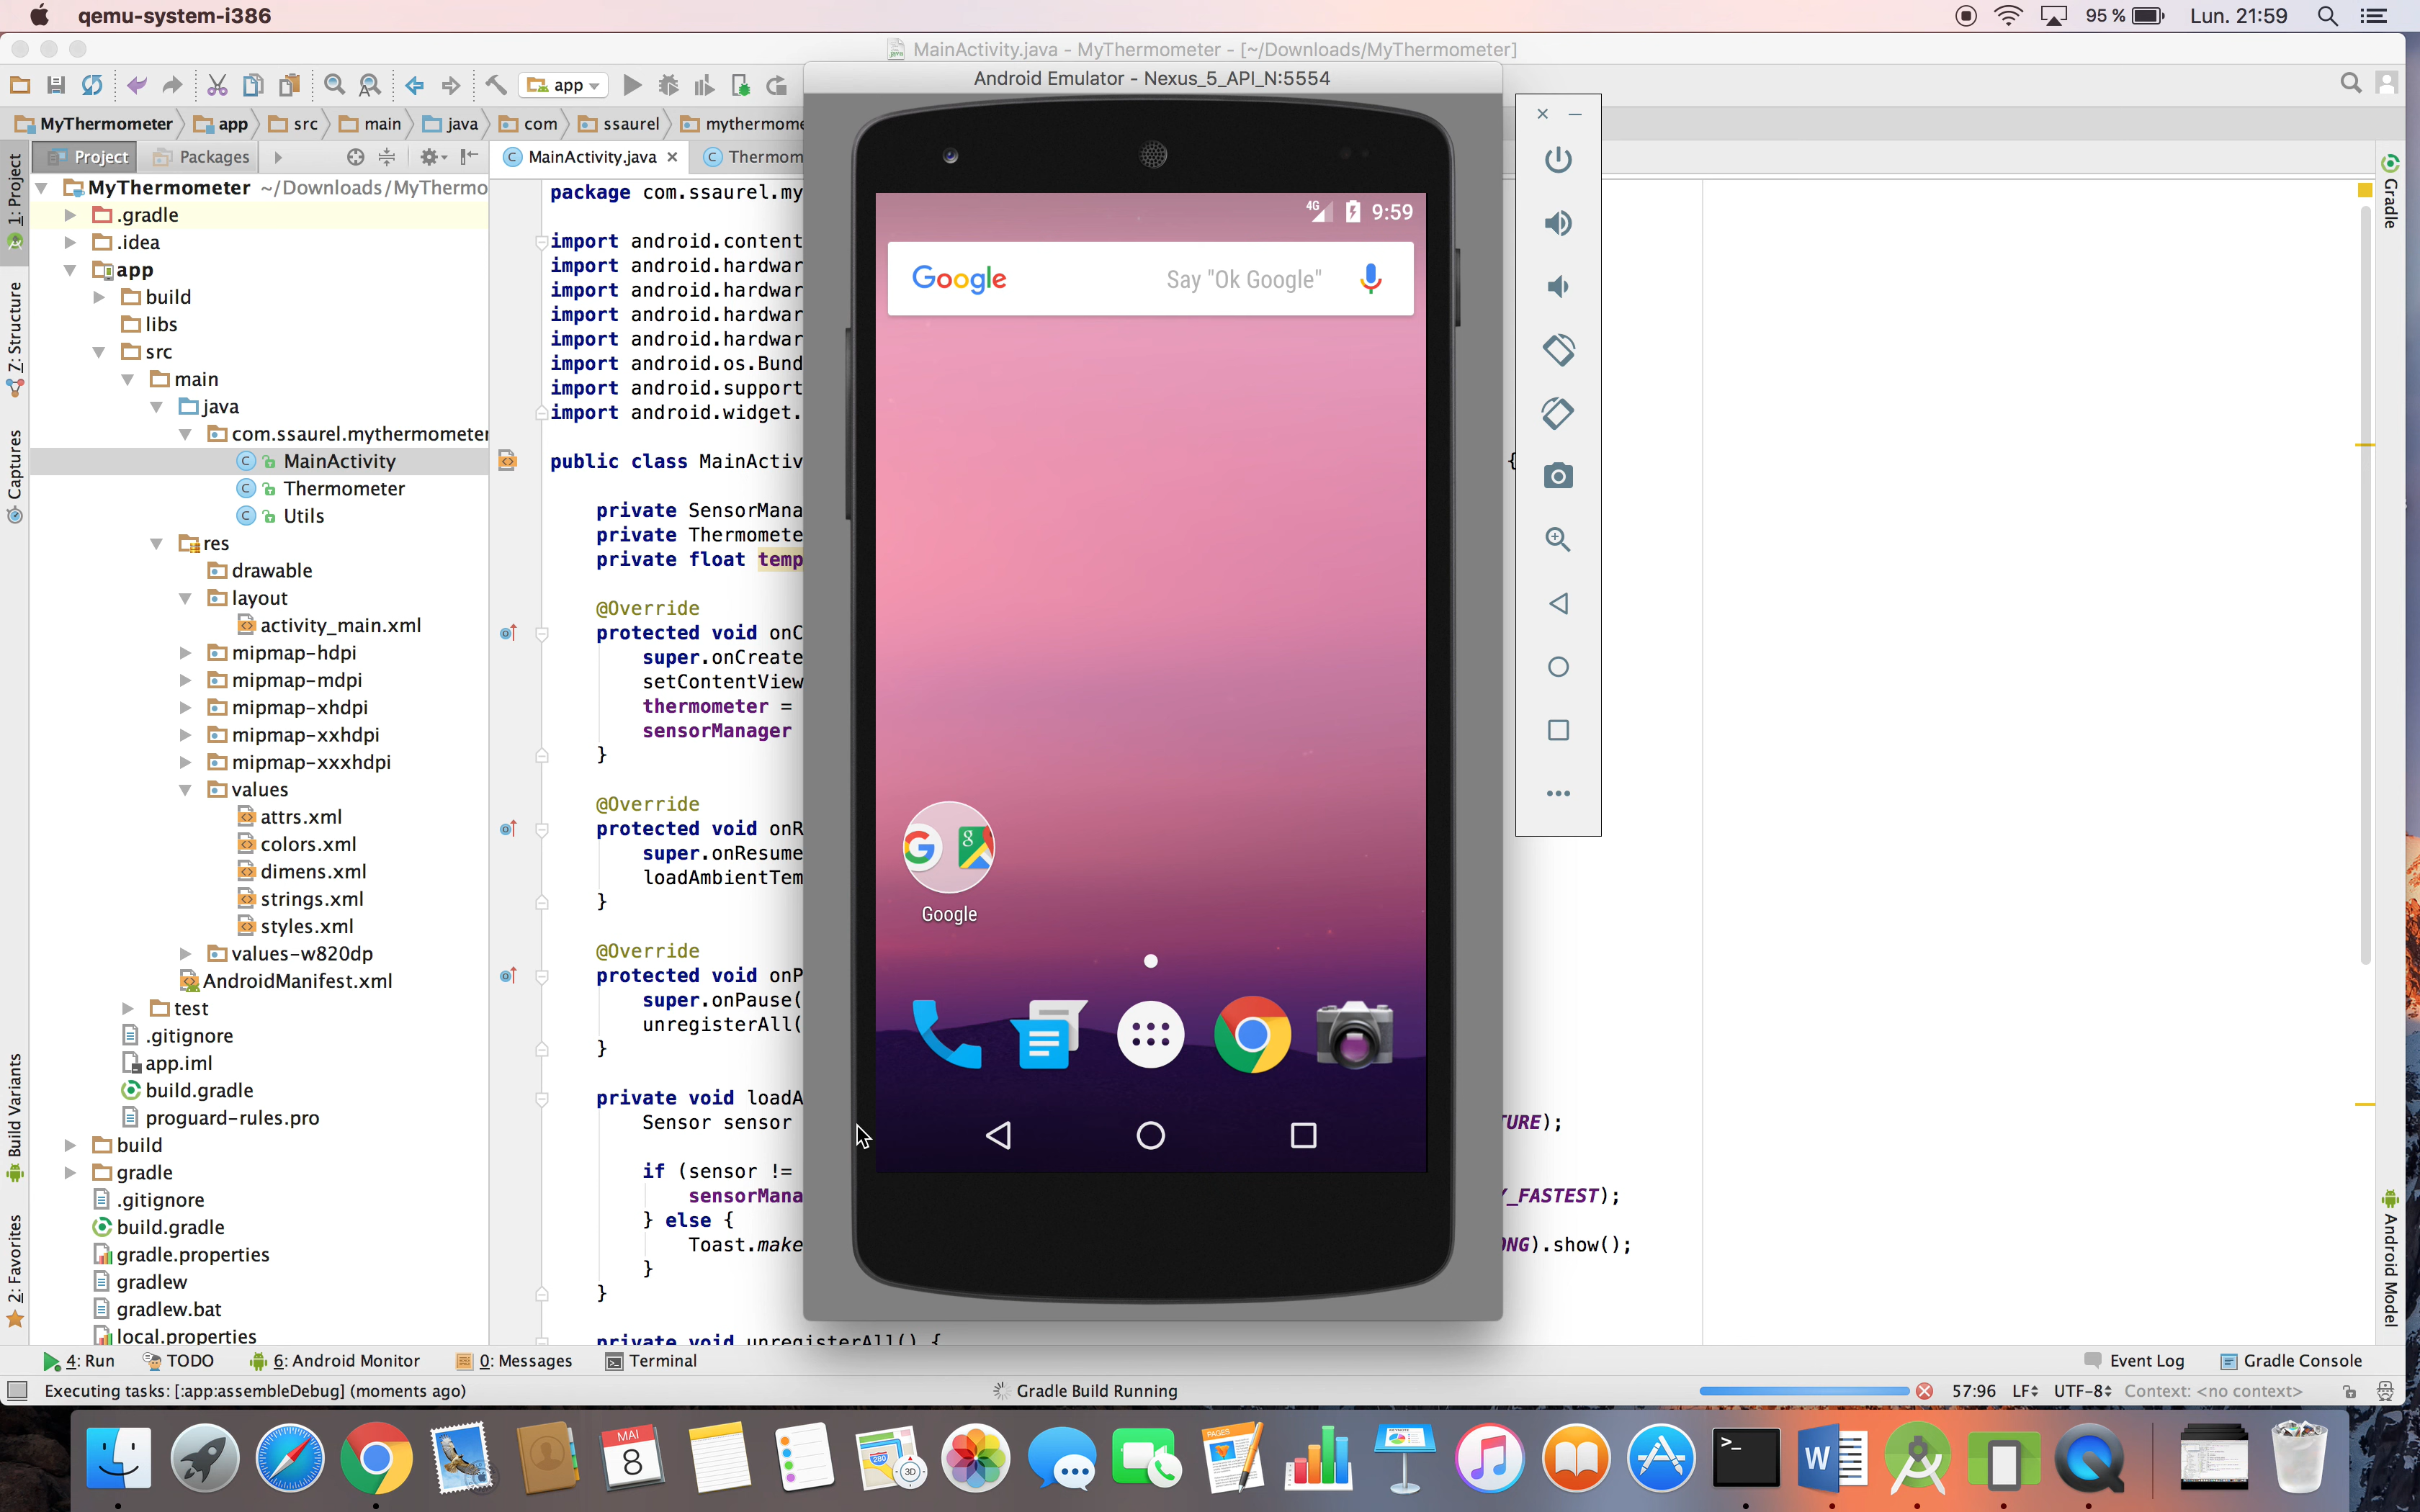 qemu-system-i386
95 %
Lun. 21:59
MainActivity.java - MyThermometer - [~/Downloads/MyThermometer]
app
Android Emulator - Nexus_5_API_N:5554
MyThermometer
app
src
main
java
com
ssaurel
mythermome
Project
Packages
MainActivity.java
Thermom
1: Project
7: Structure
Captures
Build Variants
2: Favorites
MyThermometer ~/Downloads/MyThermo
.gradle
.idea
app
build
libs
src
main
java
com.ssaurel.mythermometer
MainActivity
Thermometer
Utils
res
drawable
layout
activity_main.xml
mipmap-hdpi
mipmap-mdpi
mipmap-xhdpi
mipmap-xxhdpi
mipmap-xxxhdpi
values
attrs.xml
colors.xml
dimens.xml
strings.xml
styles.xml
values-w820dp
AndroidManifest.xml
test
.gitignore
app.iml
build.gradle
proguard-rules.pro
build
gradle
.gitignore
build.gradle
gradle.properties
gradlew
gradlew.bat
local.properties
package com.ssaurel.my
import android.content
import android.hardwar
import android.hardwar
import android.hardwar
import android.hardwar
import android.os.Bund
import android.support
import android.widget.
public class MainActiv
{
private SensorMana
private Thermomete
private float temp
@Override
protected void onC
super.onCreate
setContentView
thermometer =
sensorManager
}
@Override
protected void onR
super.onResume
loadAmbientTem
}
@Override
protected void onP
super.onPause(
unregisterAll(
}
private void loadA
Sensor sensor
TURE);
if (sensor !=
sensorMana
Y_FASTEST);
} else {
Toast.make
ONG).show();
}
}
private void unregisterAll() {
4G
9:59
Google
Say "Ok Google"
Google
Gradle
Android Model
4: Run
TODO
6: Android Monitor
0: Messages
Terminal
Event Log
Gradle Console
Executing tasks: [:app:assembleDebug] (moments ago)
Gradle Build Running
57:96
LF
UTF-8
Context: <no context>
MAI
8
280
3D
PAGES
>_
W